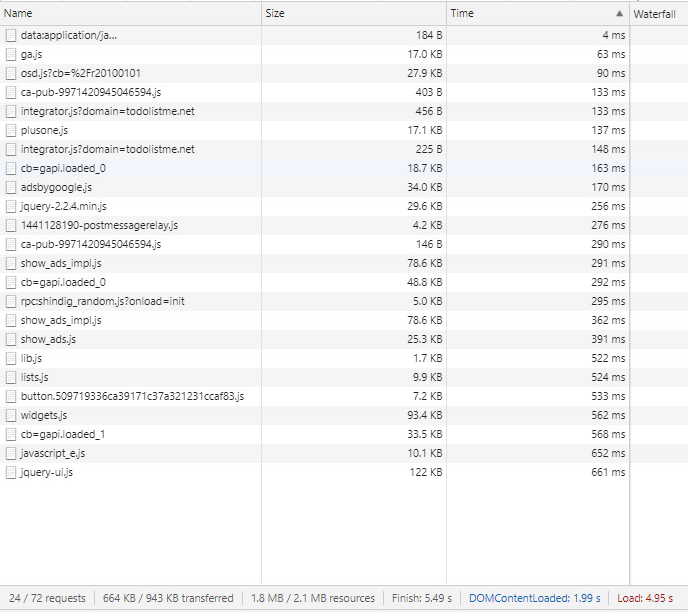 Name Size Time Waterfall
data:application/ja... 184 B 4 ms
ga.js 17.0 KB 63 ms
osd.js?cb=%2Fr20100101 27.9 KB 90 ms
ca-pub-9971420945046594.js 403 B 133 ms
integrator.js?domain=todolistme.net 456 B 133 ms
plusone.js 17.1 KB 137 ms
integrator.js?domain=todolistme.net 225 B 148 ms
cb=gapi.loaded_0 18.7 KB 163 ms
adsbygoogle.js 34.0 KB 170 ms
jquery-2.2.4.min.js 29.6 KB 256 ms
1441128190-postmessagerelay.js 4.2 KB 276 ms
ca-pub-9971420945046594.js 146 B 290 ms
show_ads_impl.js 78.6 KB 291 ms
cb=gapi.loaded_0 48.8 KB 292 ms
rpc:shindig_random.js?onload=init 5.0 KB 295 ms
show_ads_impl.js 78.6 KB 362 ms
show_ads.js 25.3 KB 391 ms
lib.js 1.7 KB 522 ms
lists.js 9.9 KB 524 ms
button.509719336ca39171c37a321231ccaf83.js 7.2 KB 533 ms
widgets.js 93.4 KB 562 ms
cb=gapi.loaded_1 33.5 KB 568 ms
javascript_e.js 10.1 KB 652 ms
jquery-ui.js 122 KB 661 ms
24 / 72 requests 664 KB / 943 KB transferred 1.8 MB / 2.1 MB resources Finish: 5.49 s DOMContentLoaded: 1.99 s Load: 4.95 s